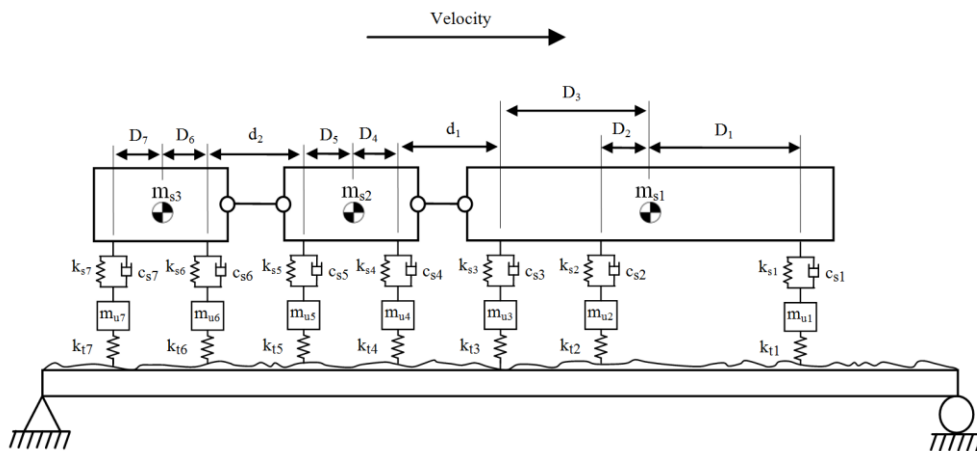 Velocity
D₃
D₇ D₆ d₂ D₅ D₄ d₁ D₂ D₁
mₛ₃ mₛ₂ mₛ₁
kₛ₇ cₛ₇ kₛ₆ cₛ₆ kₛ₅ cₛ₅ kₛ₄ cₛ₄ kₛ₃ cₛ₃ kₛ₂ cₛ₂ kₛ₁ cₛ₁
mᵤ₇ mᵤ₆ mᵤ₅ mᵤ₄ mᵤ₃ mᵤ₂ mᵤ₁
kₜ₇ kₜ₆ kₜ₅ kₜ₄ kₜ₃ kₜ₂ kₜ₁